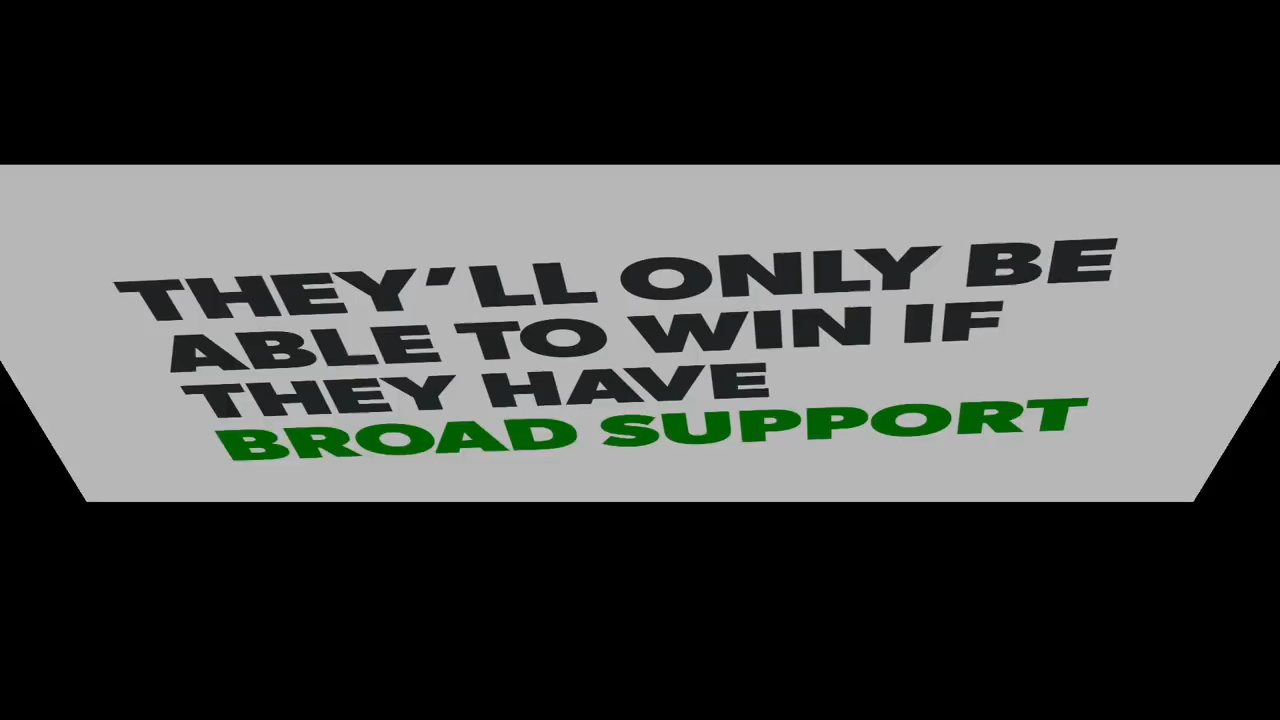 THEY'LL ONLY BE
ABLE TO WIN IF
THEY HAVE
BROAD SUPPORT